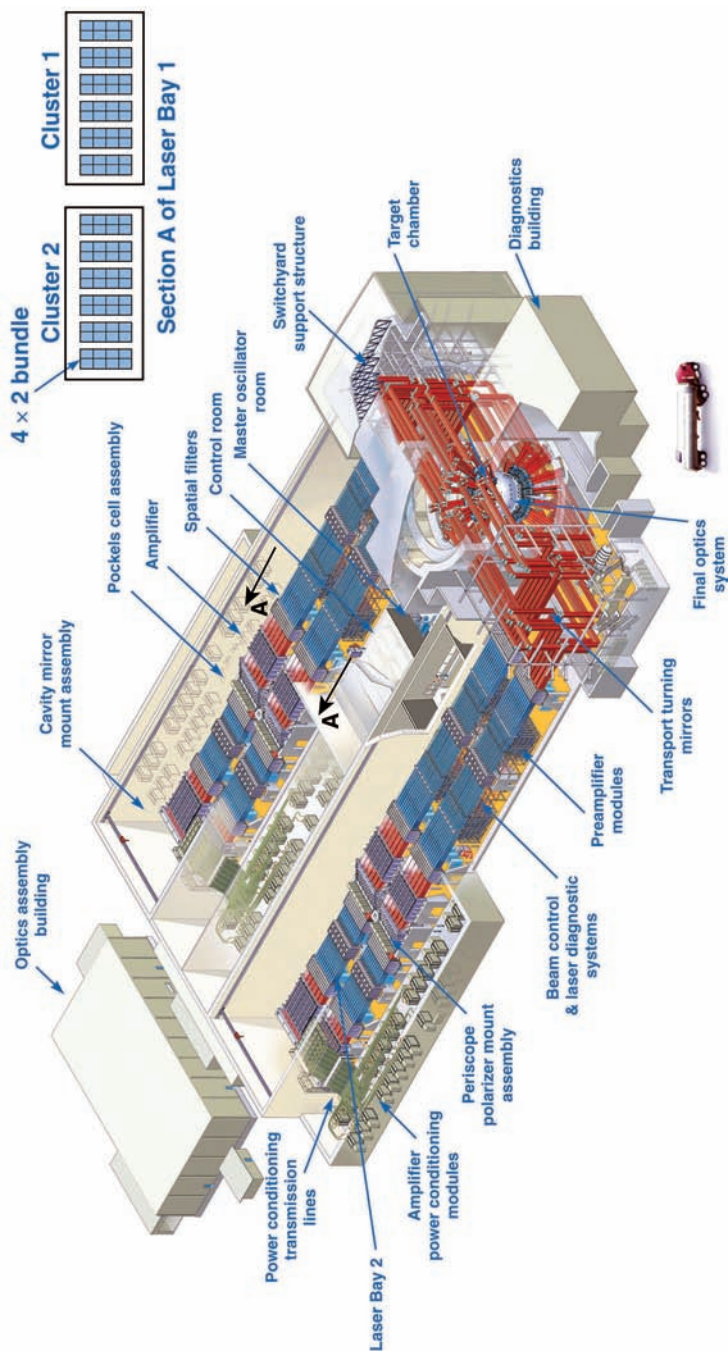 4 × 2 bundle
Cluster 2
Cluster 1
Section A of Laser Bay 1
Optics assembly
building
Cavity mirror
mount assembly
Pockels cell assembly
Amplifier
Spatial filters
Control room
Master oscillator
room
Switchyard
support structure
Target
chamber
Diagnostics
building
A
A
Power conditioning
transmission
lines
Laser Bay 2
Amplifier
power conditioning
modules
Periscope
polarizer mount
assembly
Beam control
& laser diagnostic
systems
Preamplifier
modules
Transport turning
mirrors
Final optics
system